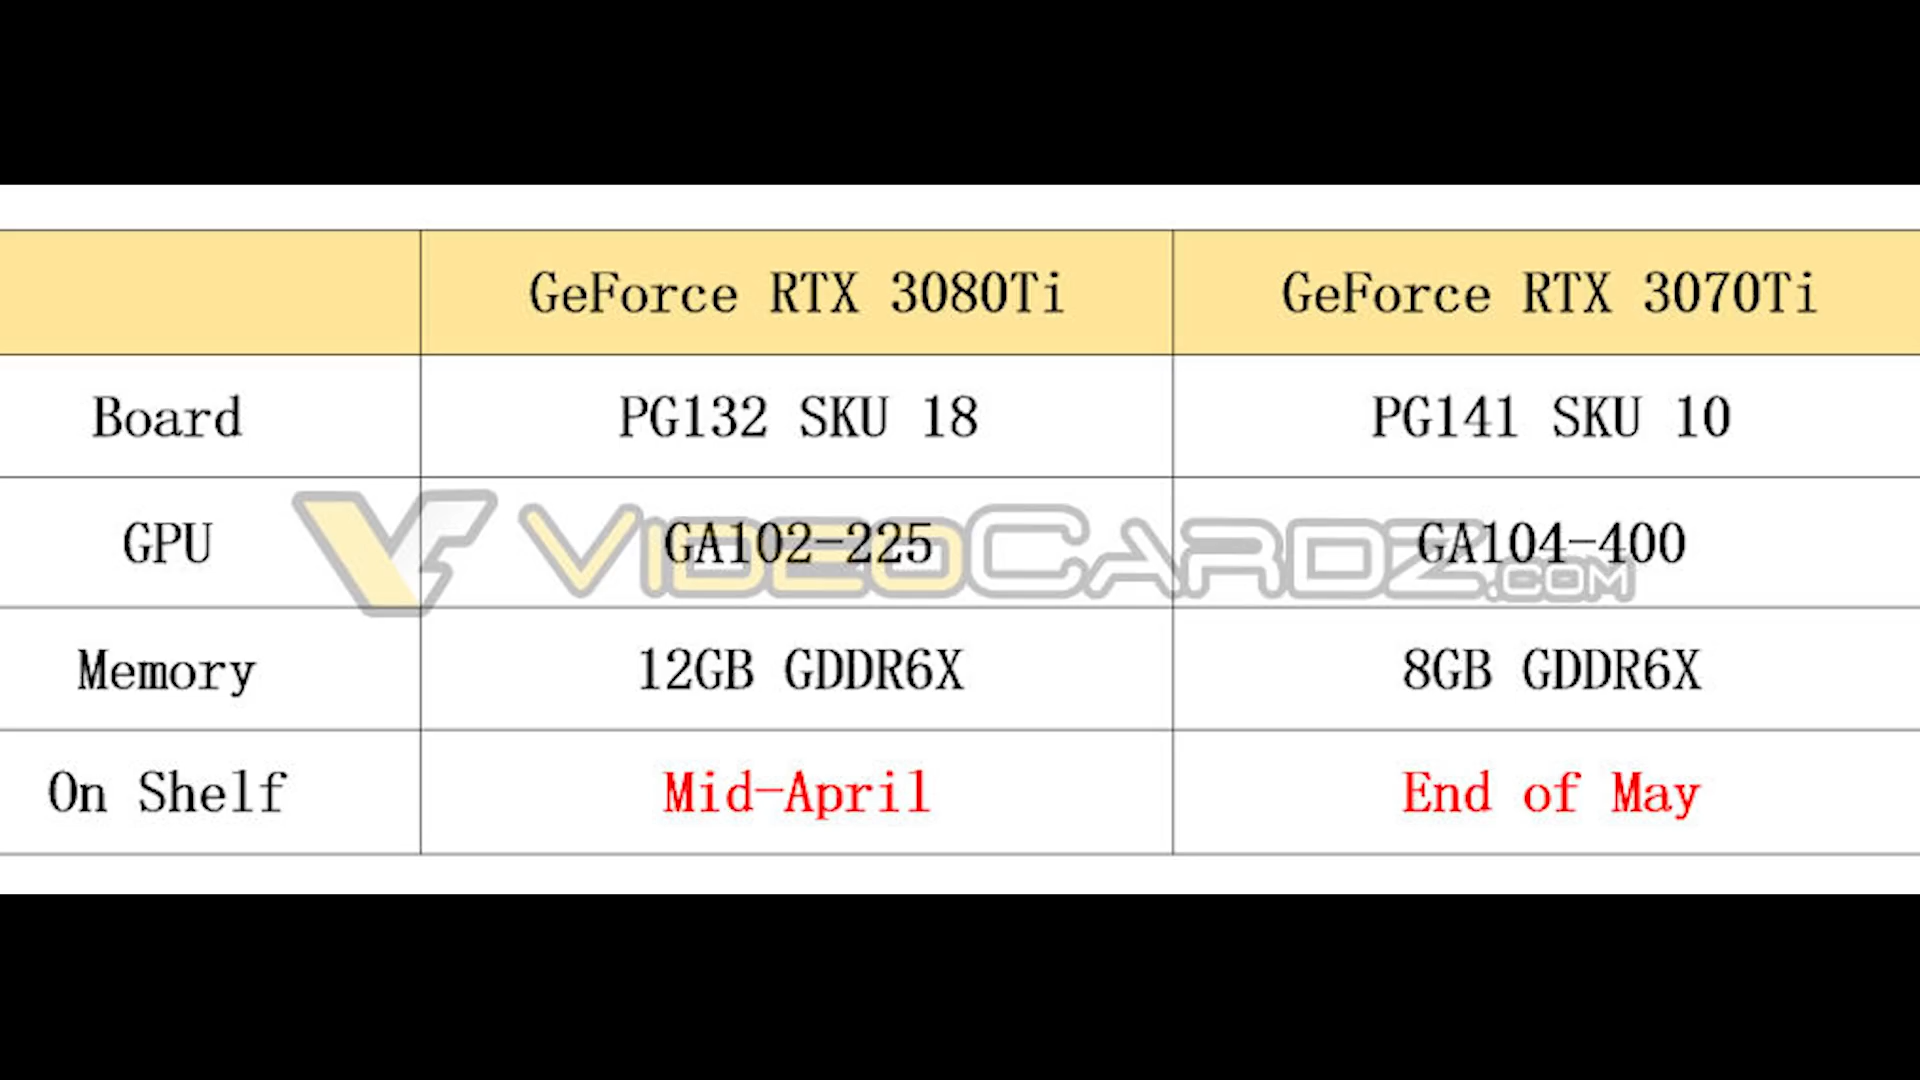 GeForce RTX 3080Ti GeForce RTX 3070Ti
Board PG132 SKU 18 PG141 SKU 10
GPU GA102-225 GA104-400
VIDEOCARDZ.COM
Memory 12GB GDDR6X 8GB GDDR6X
On Shelf Mid-April End of May